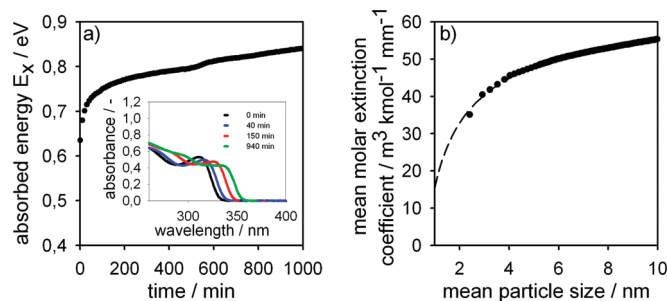 a)
absorbed energy Eₓ / eV
0,9
0,8
0,7
0,6
0,5
0,4
0 200 400 600 800 1000
time / min
absorbance / -
1,2
1,0
0,8
0,6
0,4
0,2
0,0
0 min
40 min
150 min
940 min
300 350 400
wavelength / nm
b)
mean molar extinction
coefficient / m³ kmol⁻¹ mm⁻¹
60
50
40
30
20
10
0
2 4 6 8 10
mean particle size / nm